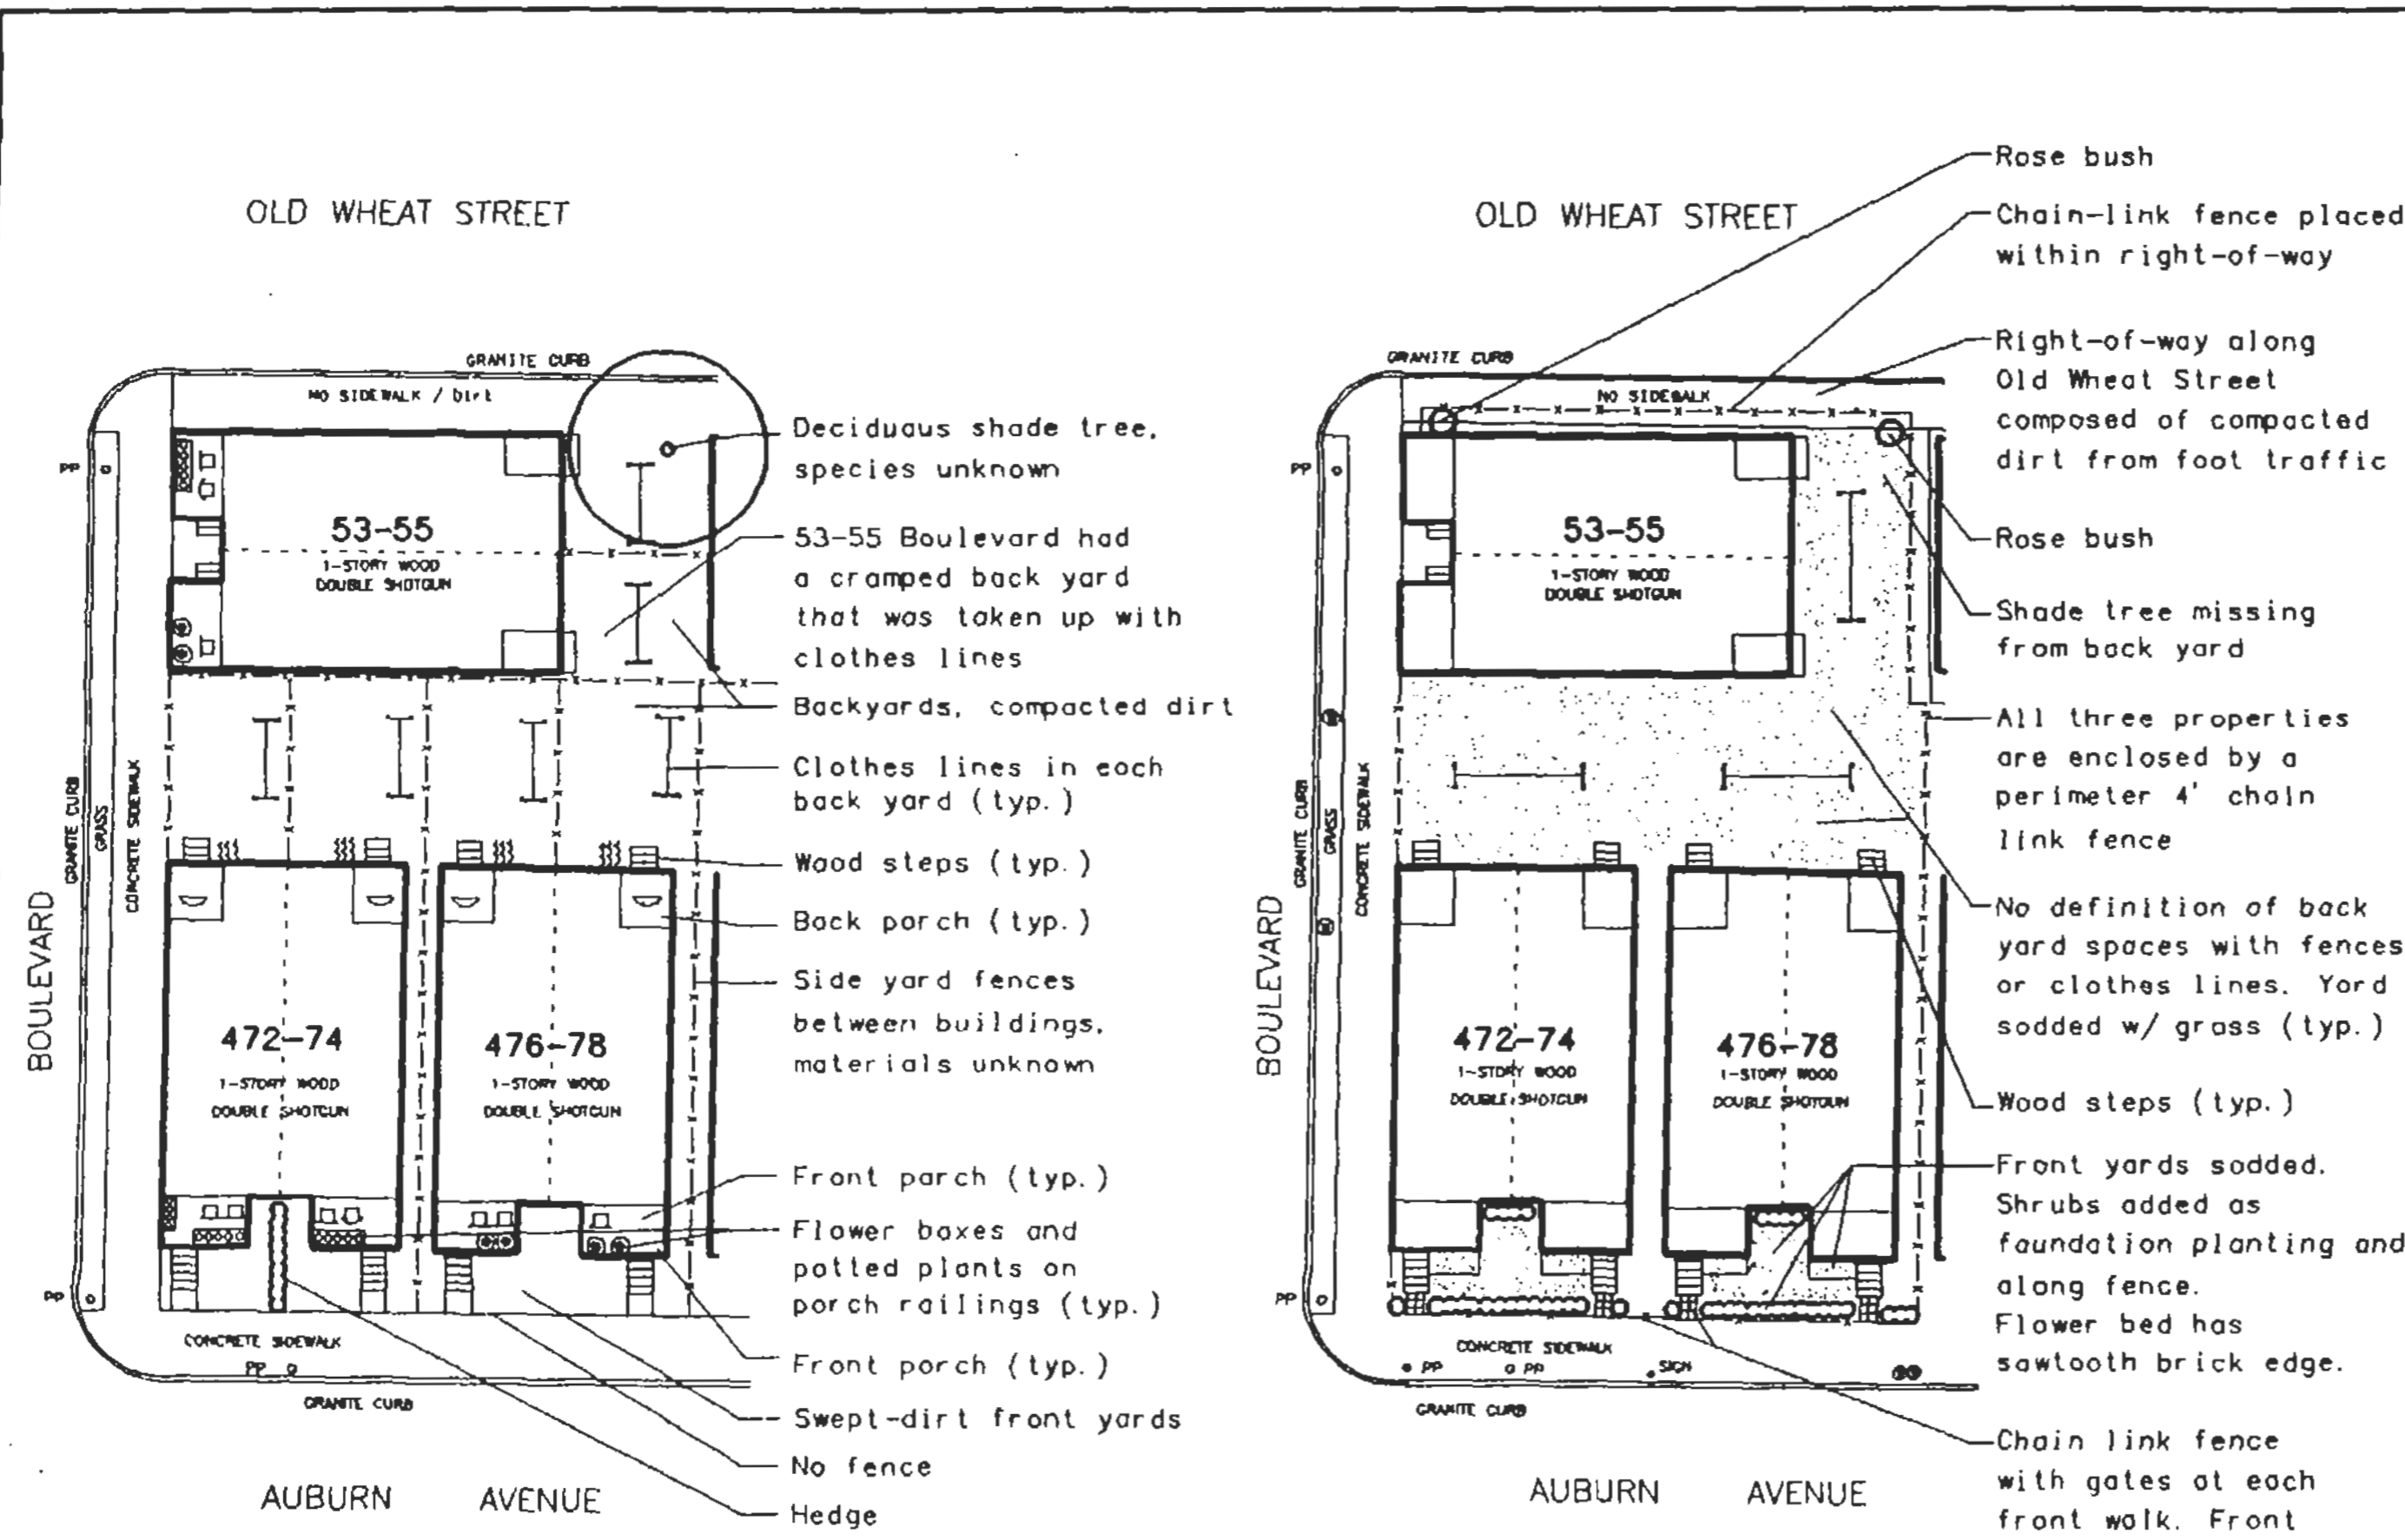 OLD WHEAT STREET
GRANITE CURB
NO SIDEWALK / Dirt
PP
53-55
1-STORY WOOD
DOUBLE SHOTGUN
GRANITE CURB
GRASS
CONCRETE SIDEWALK
BOULEVARD
472-74
1-STORY WOOD
DOUBLE SHOTGUN
476-78
1-STORY WOOD
DOUBLE SHOTGUN
PP
CONCRETE SIDEWALK
PP
GRANITE CURB
AUBURN AVENUE
Deciduous shade tree,
species unknown
53-55 Boulevard had
a cramped back yard
that was taken up with
clothes lines
Backyards, compacted dirt
Clothes lines in each
back yard (typ.)
Wood steps (typ.)
Back porch (typ.)
Side yard fences
between buildings,
materials unknown
Front porch (typ.)
Flower boxes and
potted plants on
porch railings (typ.)
Front porch (typ.)
Swept-dirt front yards
No fence
Hedge
OLD WHEAT STREET
GRANITE CURB
NO SIDEWALK
PP
53-55
1-STORY WOOD
DOUBLE SHOTGUN
GRANITE CURB
GRASS
CONCRETE SIDEWALK
BOULEVARD
472-74
1-STORY WOOD
DOUBLE SHOTGUN
476-78
1-STORY WOOD
DOUBLE SHOTGUN
PP
CONCRETE SIDEWALK
PP
PP
SIGN
GRANITE CURB
AUBURN AVENUE
Rose bush
Chain-link fence placed
within right-of-way
Right-of-way along
Old Wheat Street
composed of compacted
dirt from foot traffic
Rose bush
Shade tree missing
from back yard
All three properties
are enclosed by a
perimeter 4' chain
link fence
No definition of back
yard spaces with fences
or clothes lines. Yard
sodded w/ grass (typ.)
Wood steps (typ.)
Front yards sodded.
Shrubs added as
foundation planting and
along fence.
Flower bed has
sawtooth brick edge.
Chain link fence
with gates at each
front walk. Front